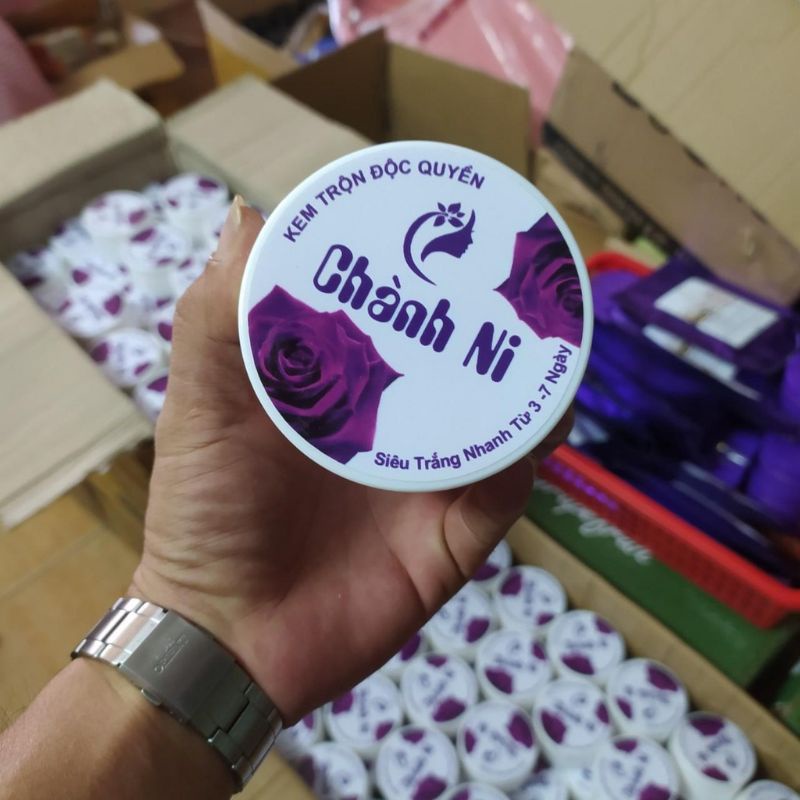 KEM TRỘN ĐỘC QUYỀN
Chành Ni
Siêu Trắng Nhanh Từ 3 -7 Ngày